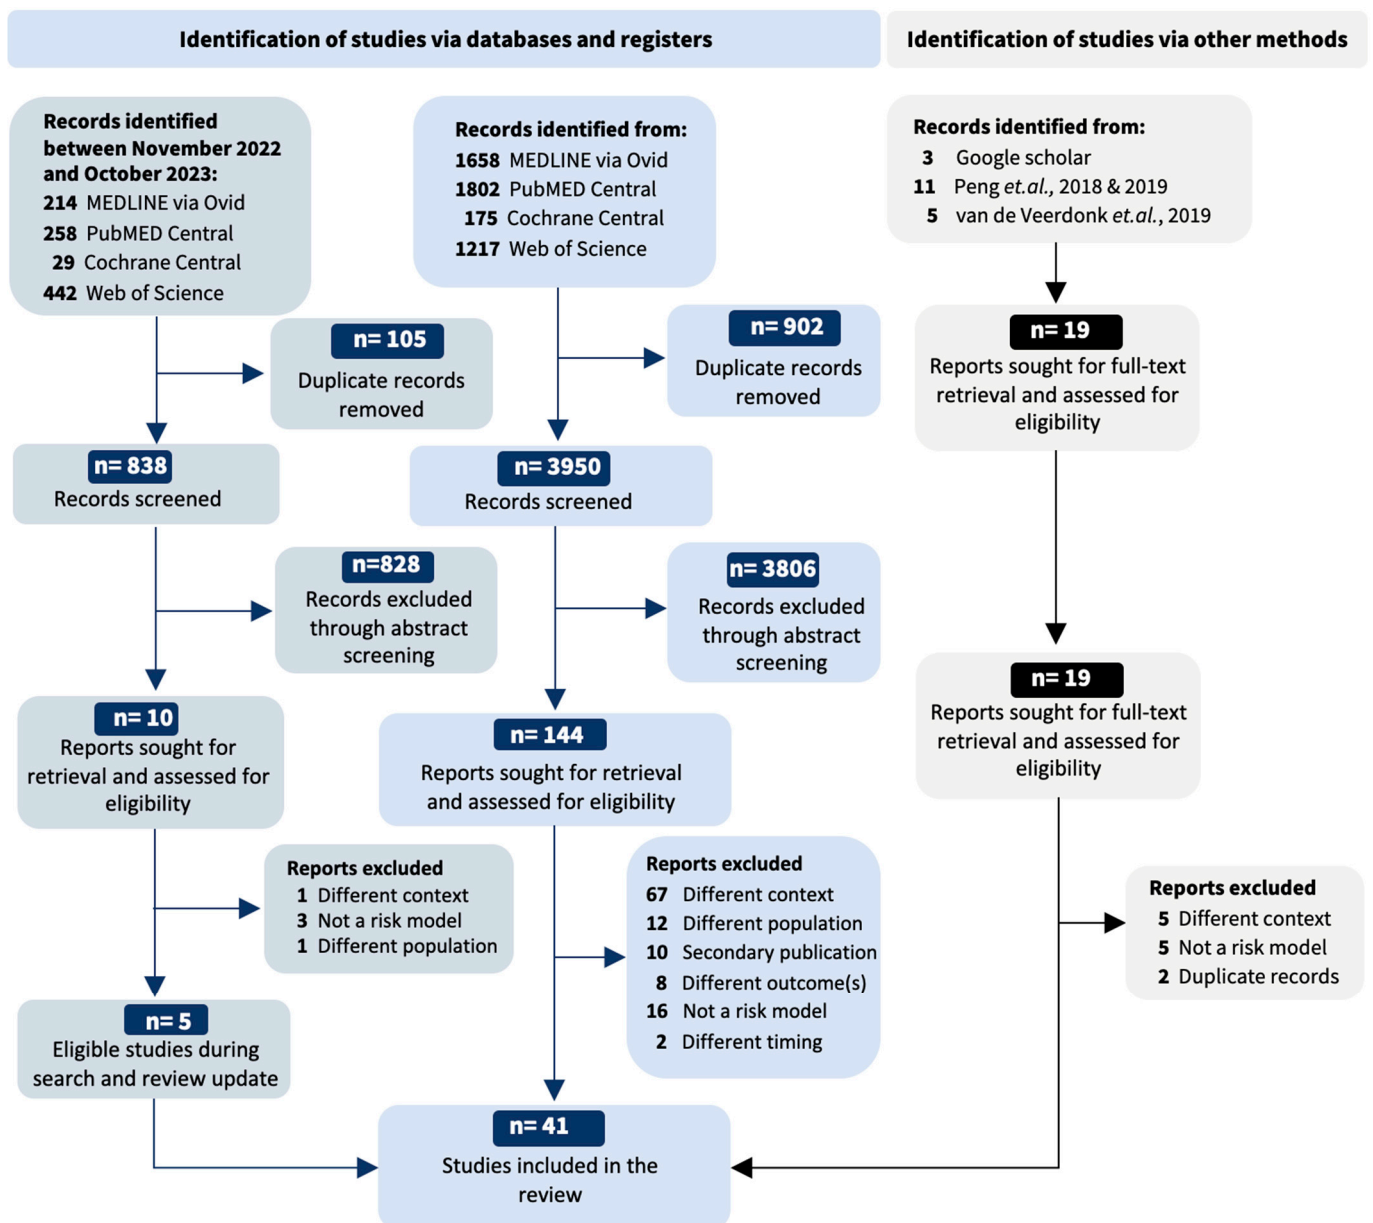 Identification of studies via databases and registers
Identification of studies via other methods
Records identified
between November 2022
and October 2023:
214 MEDLINE via Ovid
258 PubMED Central
29 Cochrane Central
442 Web of Science
Records identified from:
1658 MEDLINE via Ovid
1802 PubMED Central
175 Cochrane Central
1217 Web of Science
Records identified from:
3 Google scholar
11 Peng et.al., 2018 & 2019
5 van de Veerdonk et.al., 2019
n= 105
Duplicate records
removed
n= 902
Duplicate records
removed
n= 19
Reports sought for full-text
retrieval and assessed for
eligibility
n= 838
Records screened
n= 3950
Records screened
n=828
Records excluded
through abstract
screening
n= 3806
Records excluded
through abstract
screening
n= 19
Reports sought for full-text
retrieval and assessed for
eligibility
n= 10
Reports sought for
retrieval and assessed for
eligibility
n= 144
Reports sought for retrieval
and assessed for eligibility
Reports excluded
1 Different context
3 Not a risk model
1 Different population
Reports excluded
67 Different context
12 Different population
10 Secondary publication
8 Different outcome(s)
16 Not a risk model
2 Different timing
Reports excluded
5 Different context
5 Not a risk model
2 Duplicate records
n= 5
Eligible studies during
search and review update
n= 41
Studies included in the
review